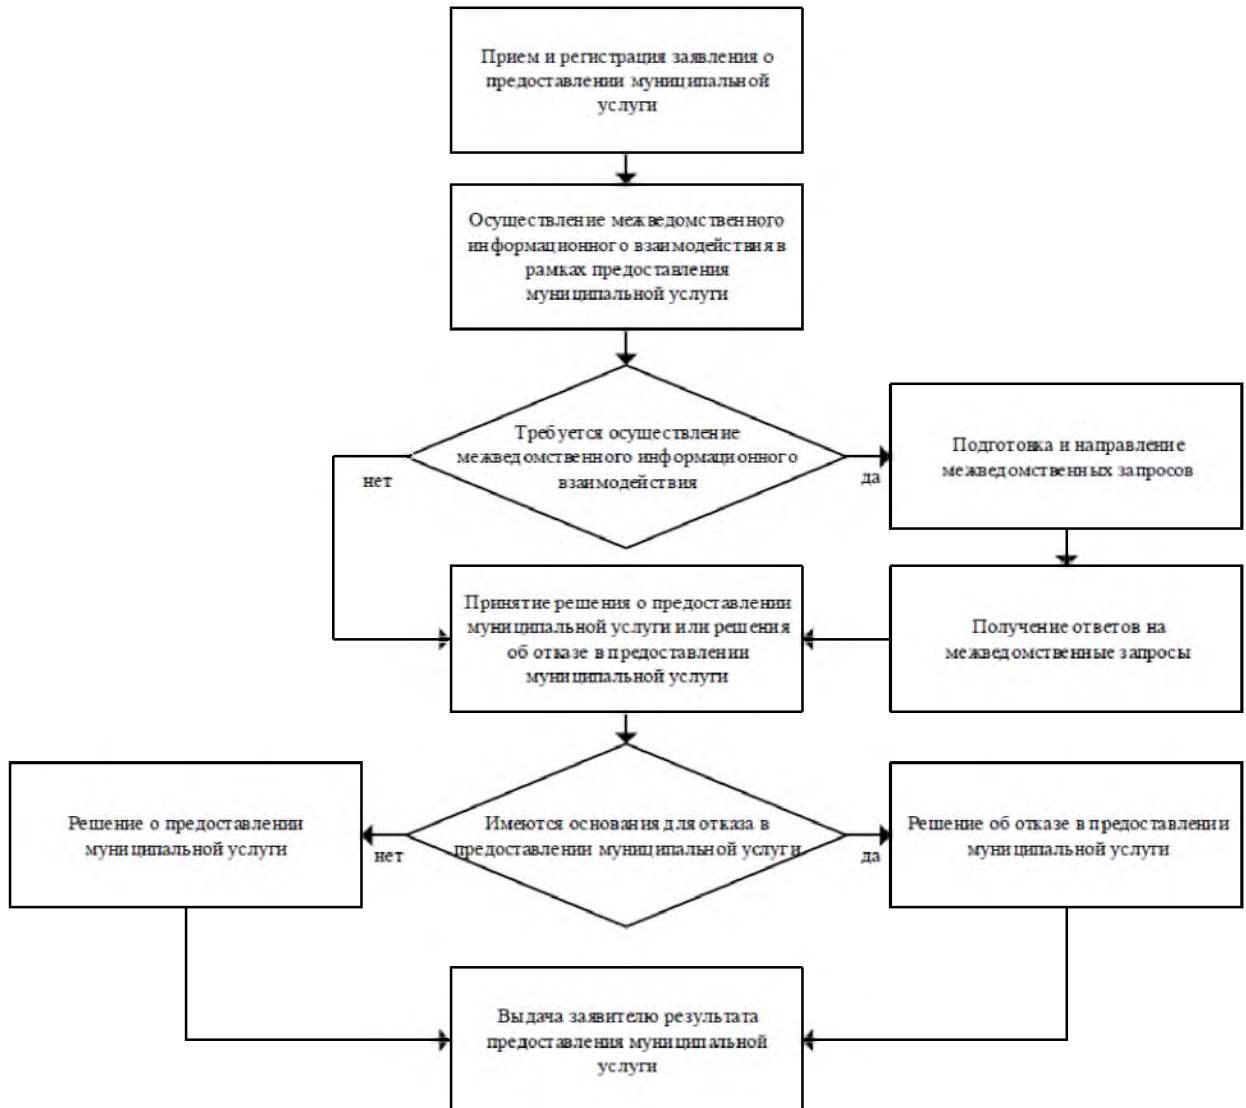 Прием и регистрация заявления о
предоставлении муниципальной
услуги
Осуществление межведомственного
информационного взаимодействия в
рамках предоставления
муниципальной услуги
Требуется осуществление
межведомственного информационного
взаимодействия
нет
да
Подготовка и направление
межведомственных запросов
Принятие решения о предоставлении
муниципальной услуги или решения
об отказе в предоставлении
муниципальной услуги
Получение ответов на
межведомственные запросы
Решение о предоставлении
муниципальной услуги
нет
Имеются основания для отказа в
предоставлении муниципальной услуги
да
Решение об отказе в предоставлении
муниципальной услуги
Выдача заявителю результата
предоставления муниципальной
услуги